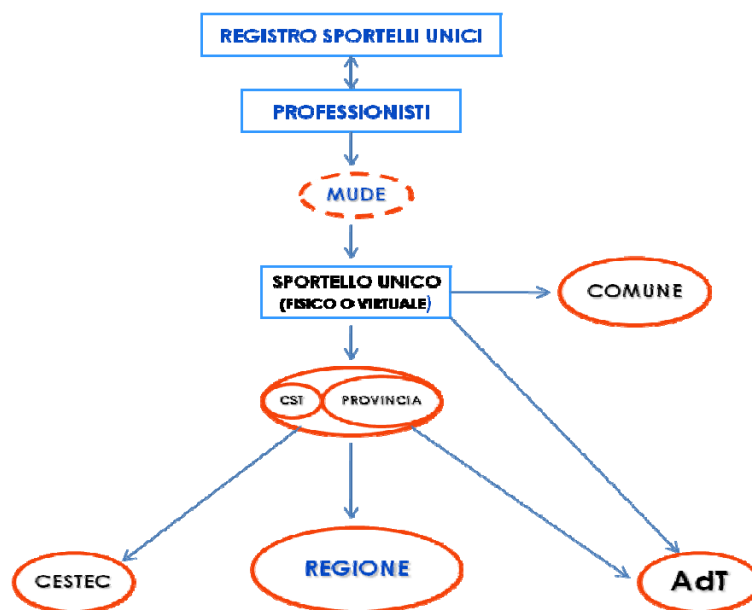 REGISTRO SPORTELLI UNICI
PROFESSIONISTI
MUDE
SPORTELLO UNICO
(FISICO O VIRTUALE)
COMUNE
CST
PROVINCIA
CESTEC
REGIONE
AdT